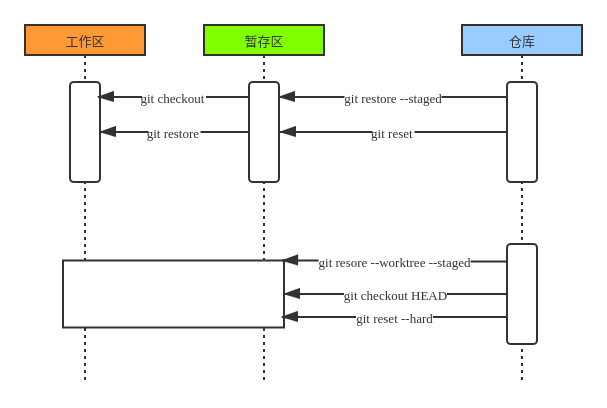 工作区
暂存区
仓库
git checkout
git restore --staged
git restore
git reset
git resore --worktree --staged
git checkout HEAD
git reset --hard